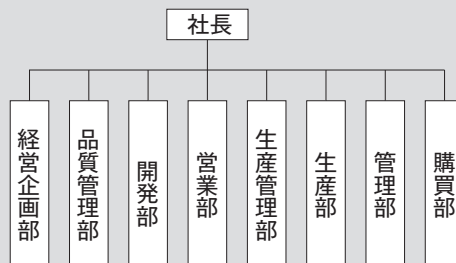 社長
経営企画部
品質管理部
開発部
営業部
生産管理部
生産部
管理部
購買部